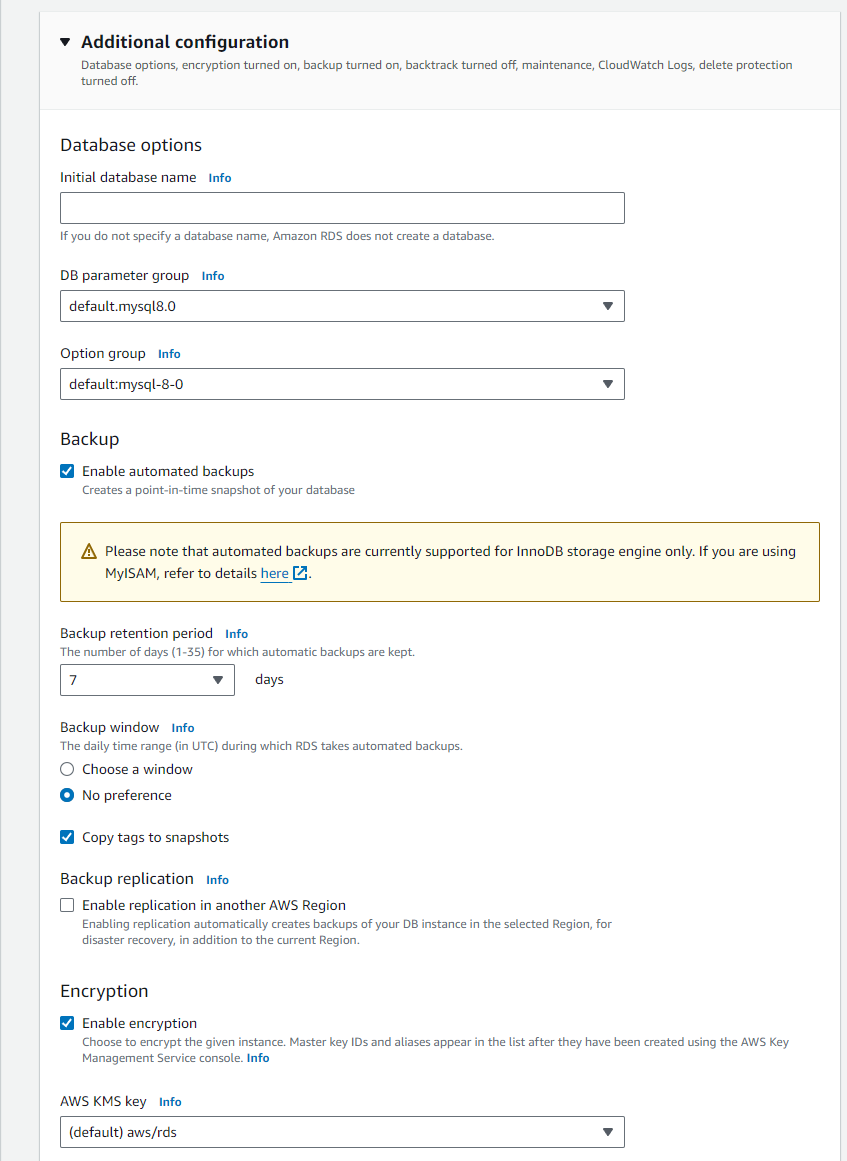 Additional configuration
Database options, encryption turned on, backup turned on, backtrack turned off, maintenance, CloudWatch Logs, delete protection
turned off.
Database options
Initial database name Info
If you do not specify a database name, Amazon RDS does not create a database.
DB parameter group Info
default.mysql8.0
Option group Info
default:mysql-8-0
Backup
Enable automated backups
Creates a point-in-time snapshot of your database
Please note that automated backups are currently supported for InnoDB storage engine only. If you are using
MyISAM, refer to details here.
Backup retention period Info
The number of days (1-35) for which automatic backups are kept.
7 days
Backup window Info
The daily time range (in UTC) during which RDS takes automated backups.
Choose a window
No preference
Copy tags to snapshots
Backup replication Info
Enable replication in another AWS Region
Enabling replication automatically creates backups of your DB instance in the selected Region, for
disaster recovery, in addition to the current Region.
Encryption
Enable encryption
Choose to encrypt the given instance. Master key IDs and aliases appear in the list after they have been created using the AWS Key
Management Service console. Info
AWS KMS key Info
(default) aws/rds